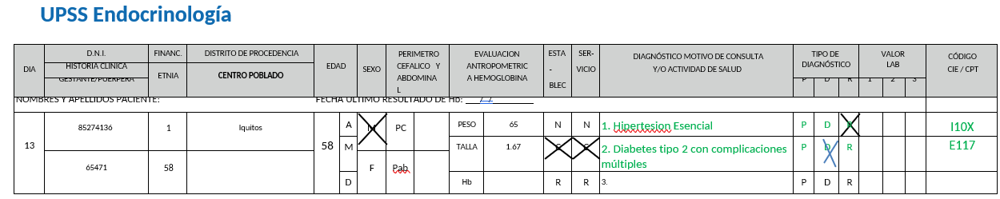 UPSS Endocrinología
D.N.I. FINANC. DISTRITO DE PROCEDENCIA PERIMETRO EVALUACION ESTA SER- DIAGNÓSTICO MOTIVO DE CONSULTA TIPO DE VALOR CÓDIGO
DIA HISTORIA CLINICA EDAD SEXO CEFALICO Y ANTROPOMETRIC - VICIO Y/O ACTIVIDAD DE SALUD DIAGNÓSTICO LAB CIE / CPT
GESTANTE/PUERPERA ETNIA CENTRO POBLADO ABDOMINA A HEMOGLOBINA BLEC P D R 1 2 3
L
NOMBRES Y APELLIDOS PACIENTE: FECHA ULTIMO RESULTADO DE Hb: / /
85274136 1 Iquitos A M PC PESO 65 N N 1. Hipertesion Esencial P D R I10X
13 58 M TALLA 1.67 C C 2. Diabetes tipo 2 con complicaciones P D R E117
65471 58 F Pab múltiples
D Hb R R 3. P D R